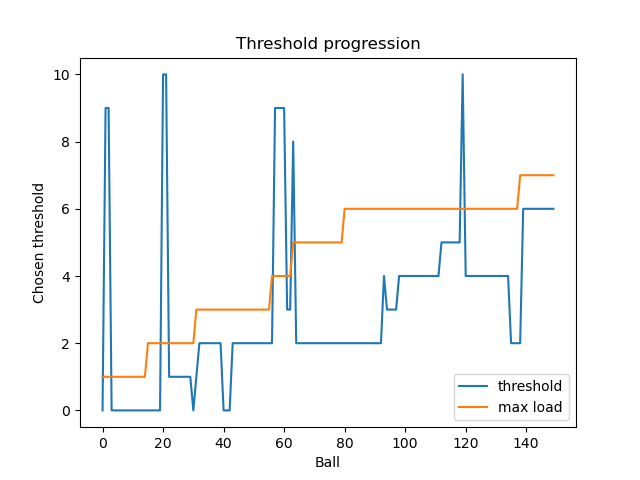 Threshold progression
Chosen threshold
10
8
6
4
2
0
threshold
max load
0 20 40 60 80 100 120 140
Ball